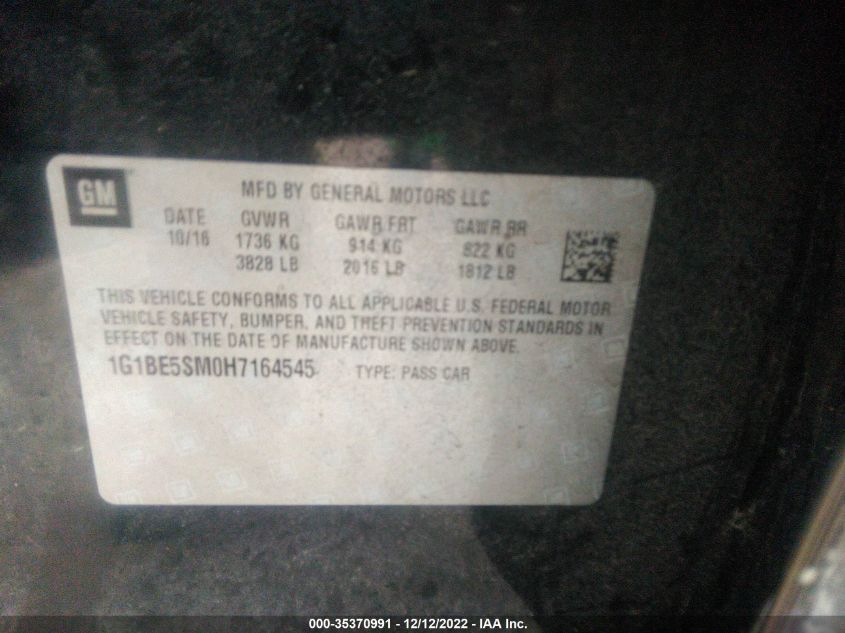 GM
MFD BY GENERAL MOTORS LLC
DATE GVWR GAWR FRT GAWR RR
10/16 1736 KG 914 KG 822 KG
3828 LB 2016 LB 1812 LB
THIS VEHICLE CONFORMS TO ALL APPLICABLE U.S. FEDERAL MOTOR
VEHICLE SAFETY, BUMPER, AND THEFT PREVENTION STANDARDS IN
EFFECT ON THE DATE OF MANUFACTURE SHOWN ABOVE.
1G1BE5SM0H7164545 TYPE: PASS CAR
000-35370991 - 12/12/2022 - IAA Inc.